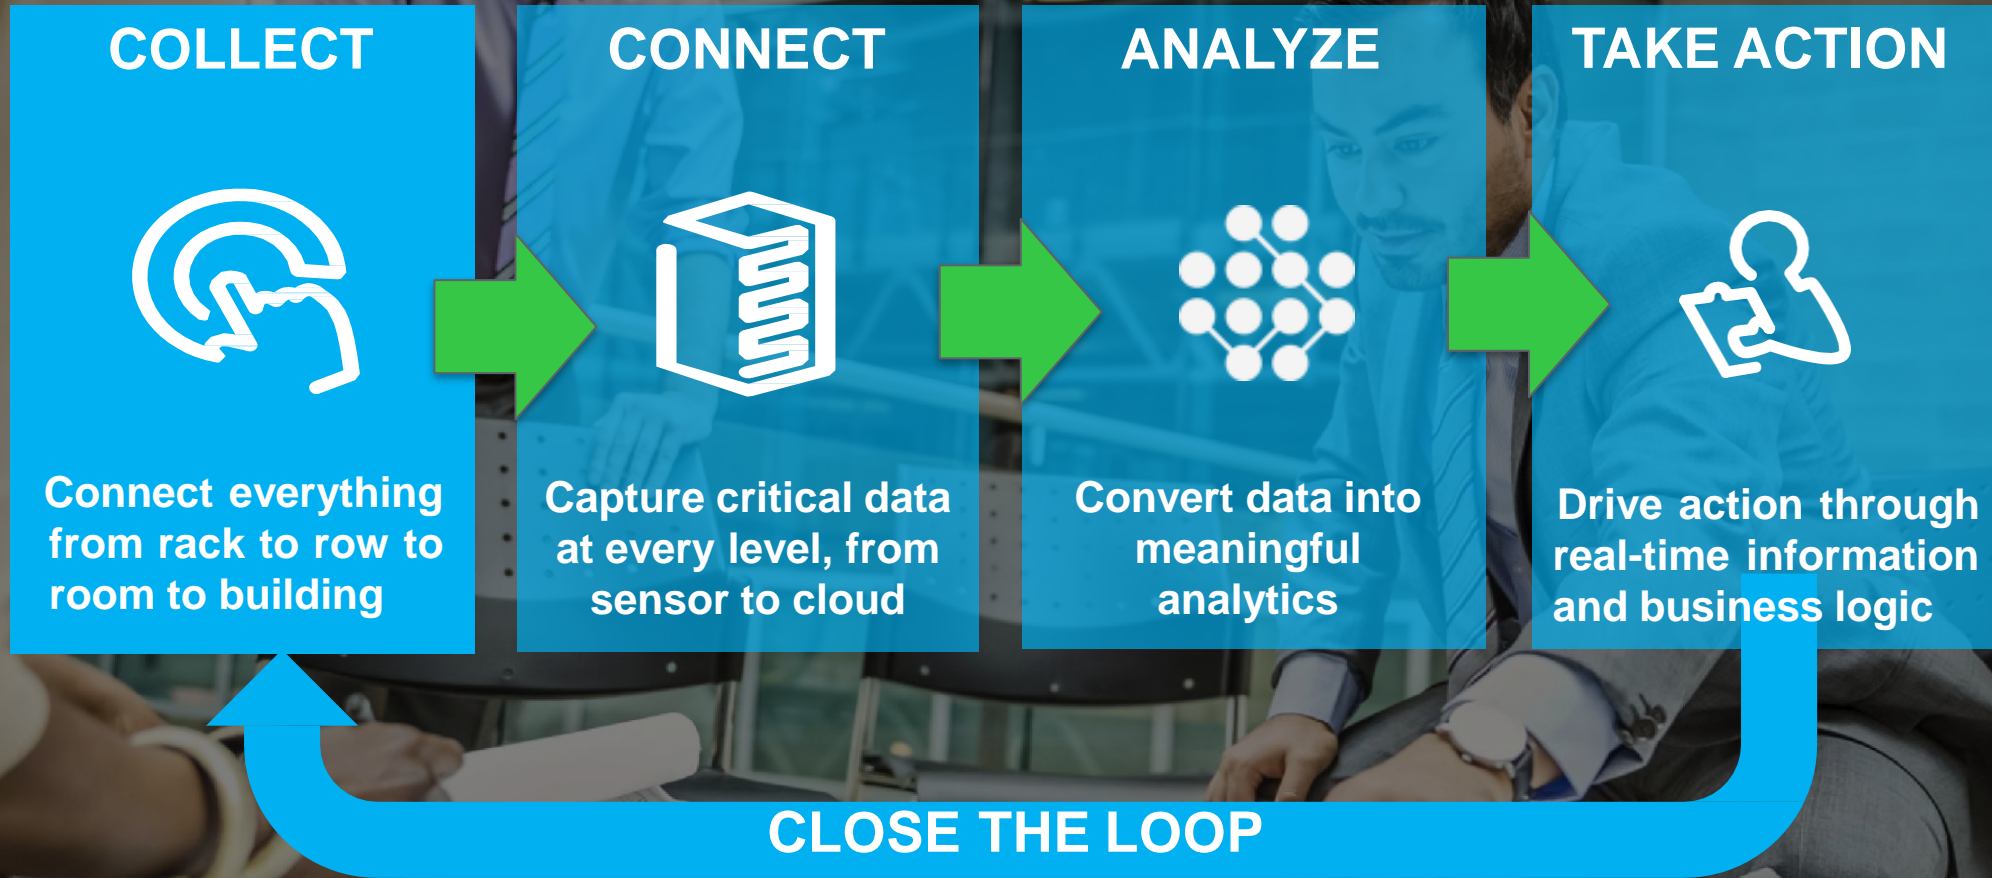 COLLECT
Connect everything
from rack to row to
room to building
CONNECT
Capture critical data
at every level, from
sensor to cloud
ANALYZE
Convert data into
meaningful
analytics
TAKE ACTION
Drive action through
real-time information
and business logic
CLOSE THE LOOP